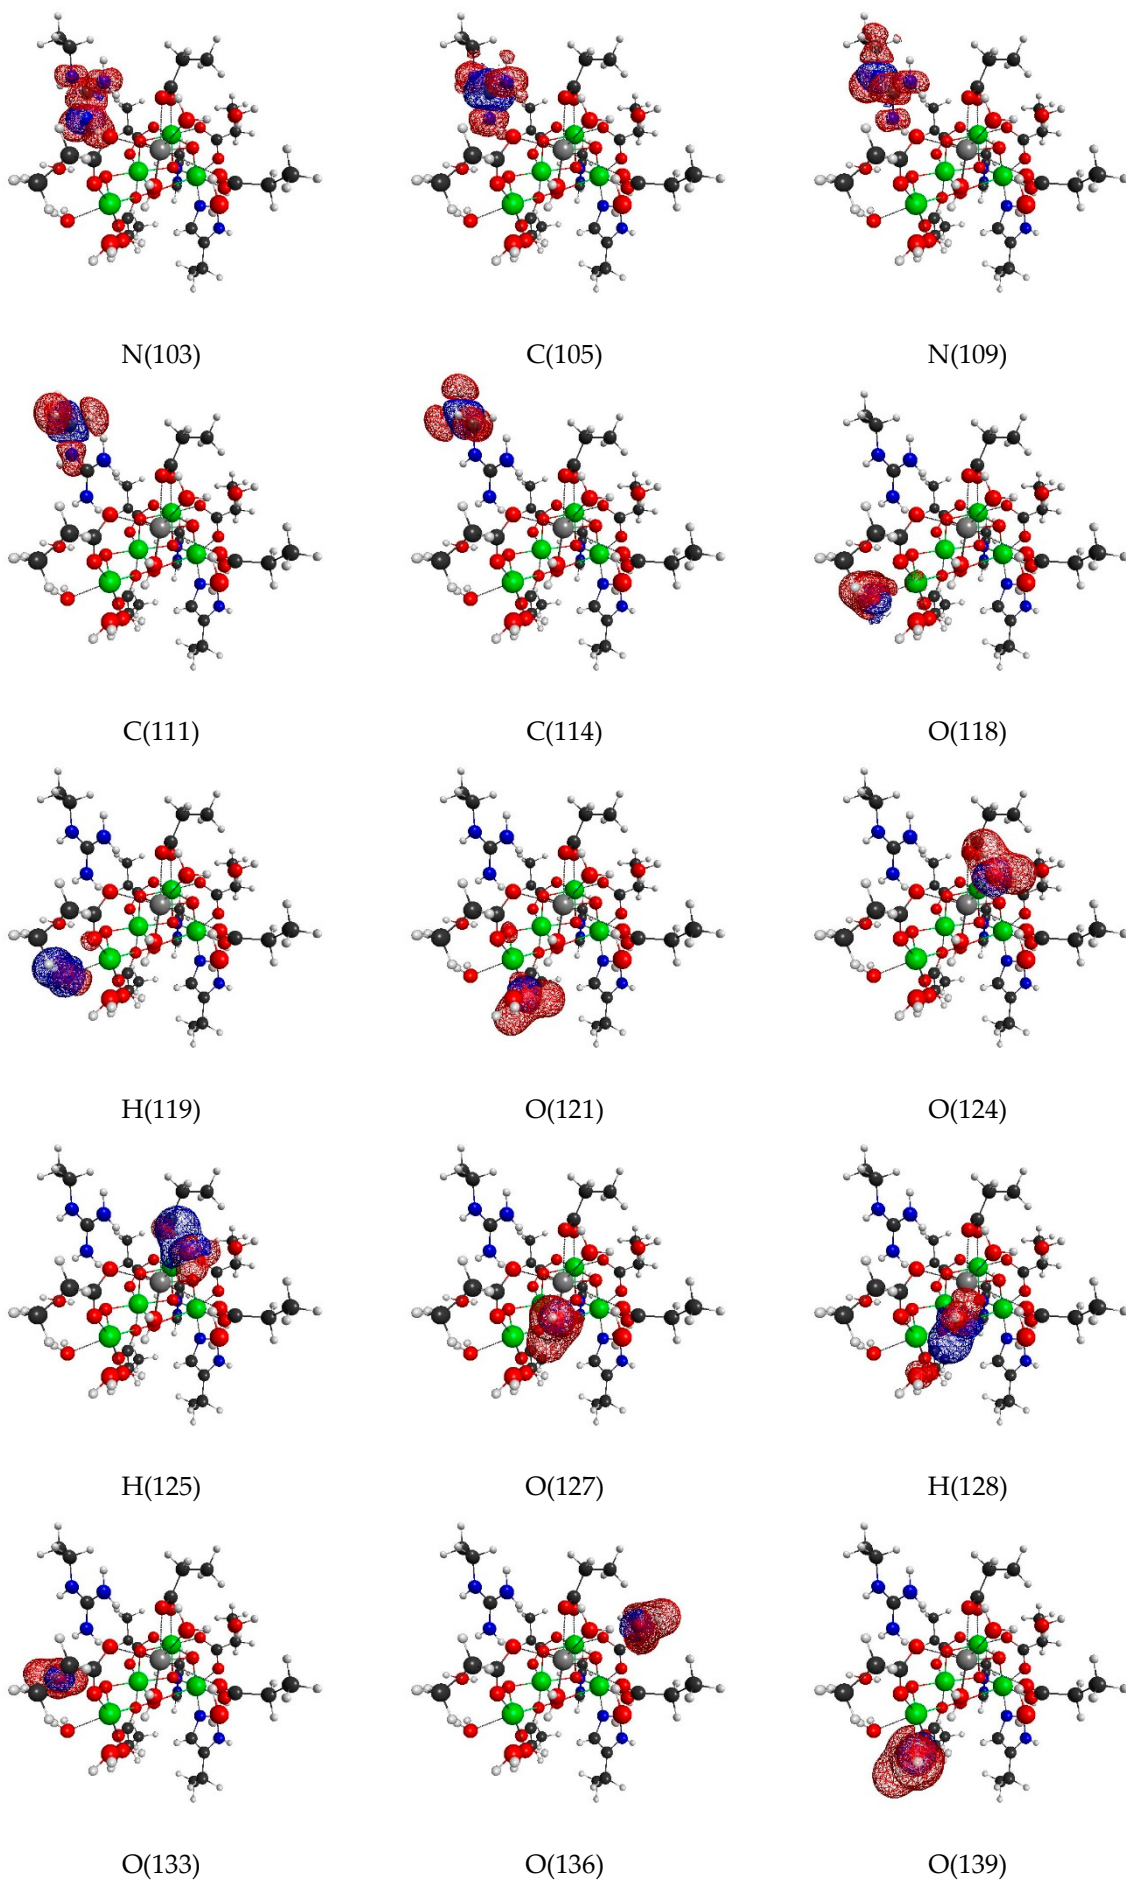 N(103) C(105) N(109)
C(111) C(114) O(118)
H(119) O(121) O(124)
H(125) O(127) H(128)
O(133) O(136) O(139)